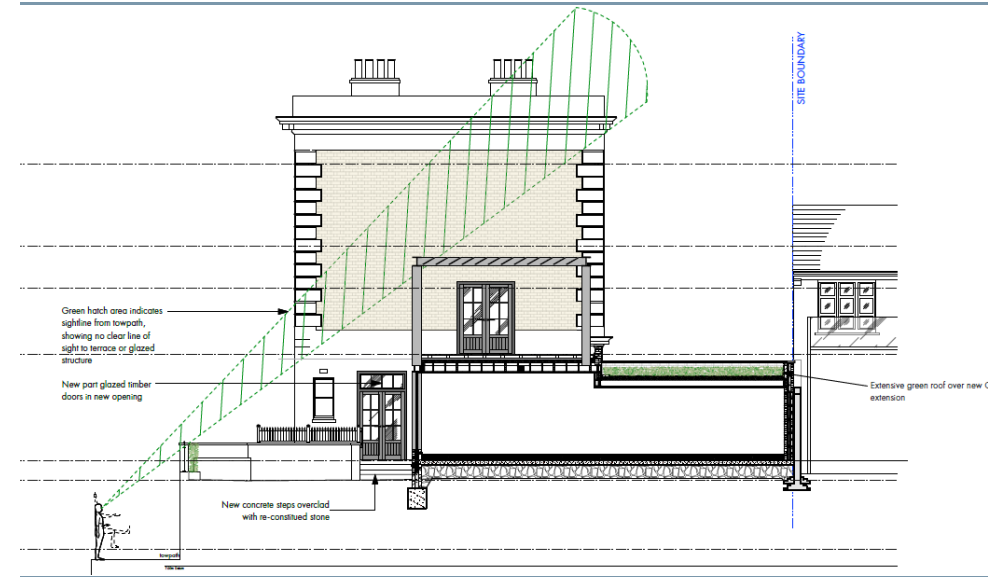 SITE BOUNDARY
Green hatch area indicates
sightline from towpath,
showing no clear line of
sight to terrace or glazed
structure
New part glazed timber
doors in new opening
Extensive green roof over new G
extension
New concrete steps overclad
with re-constitued stone
towpath